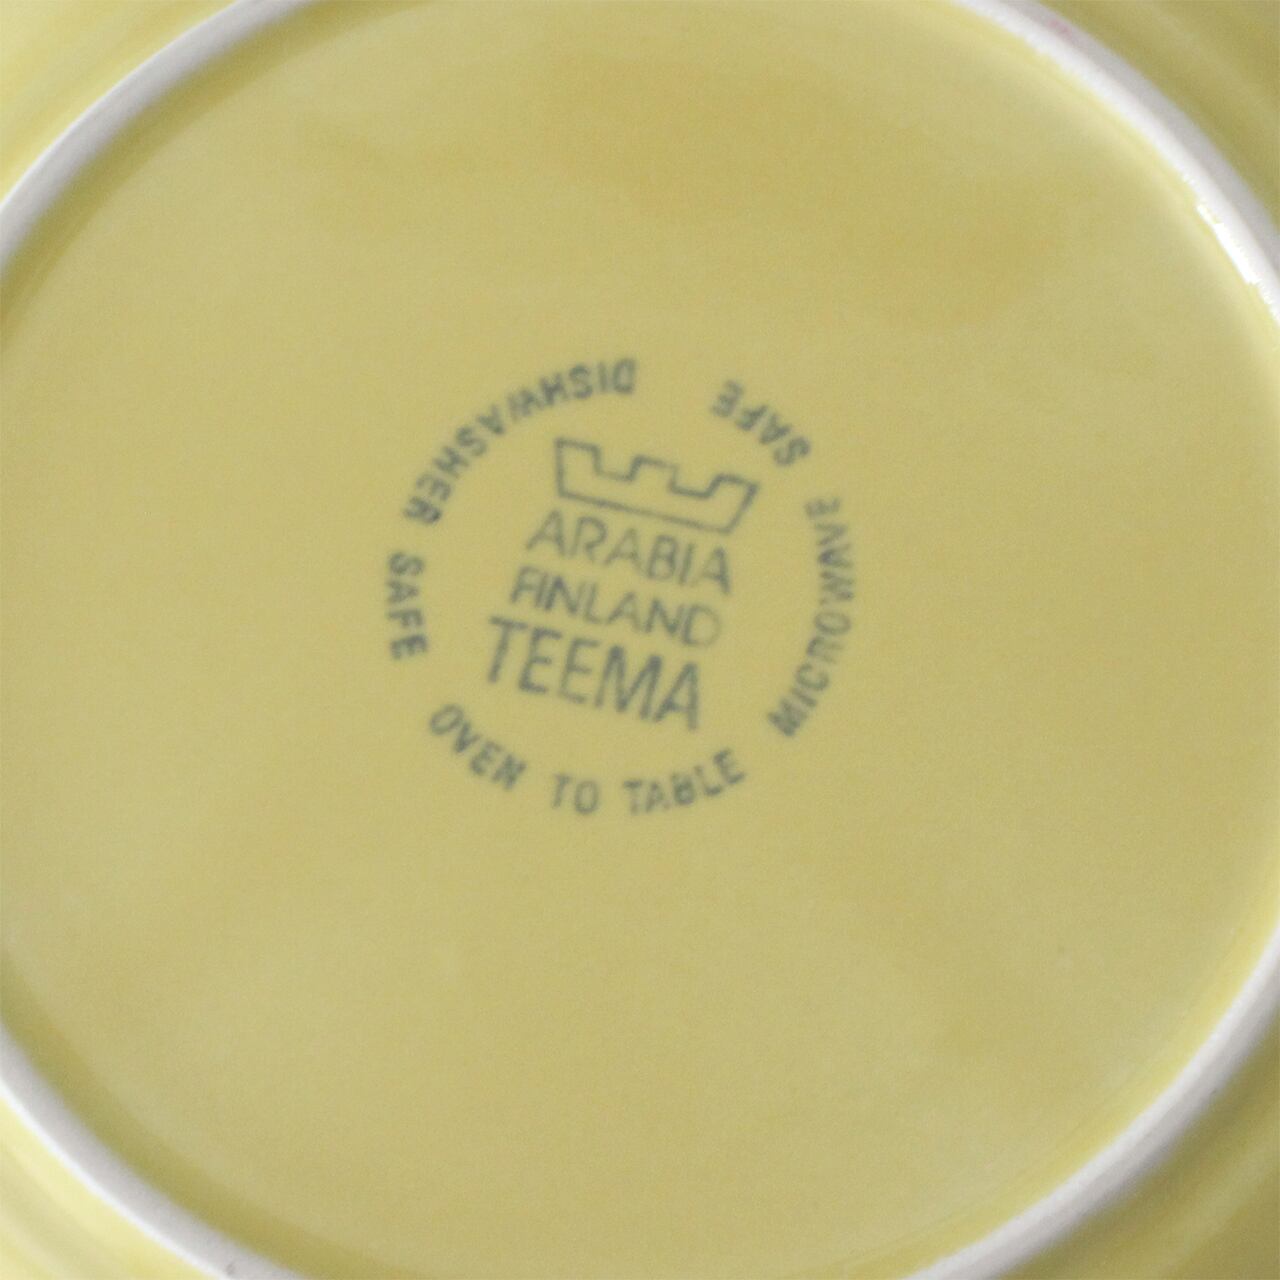 ARABIA
FINLAND
TEEMA
DISHWASHER SAFE
OVEN TO TABLE
MICROWAVE SAFE